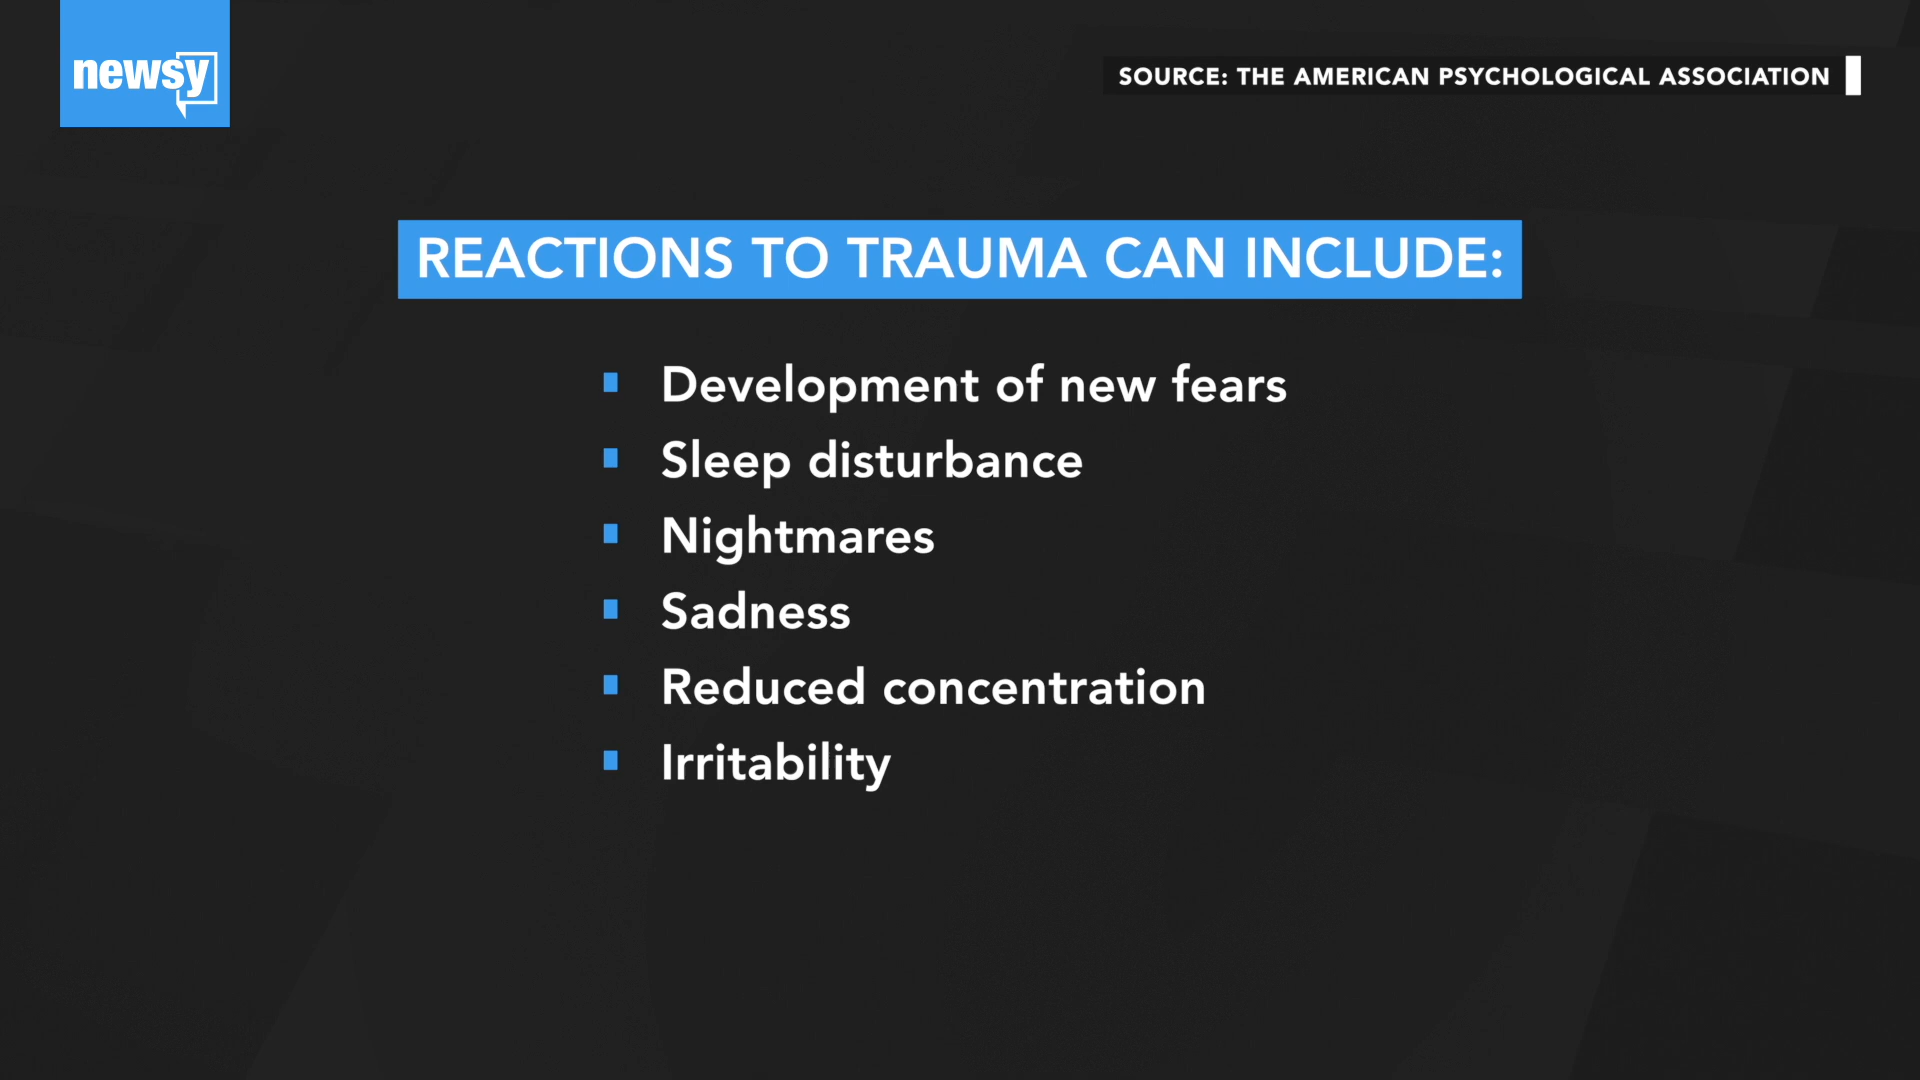 newsy
SOURCE: THE AMERICAN PSYCHOLOGICAL ASSOCIATION
REACTIONS TO TRAUMA CAN INCLUDE:
Development of new fears
Sleep disturbance
Nightmares
Sadness
Reduced concentration
Irritability